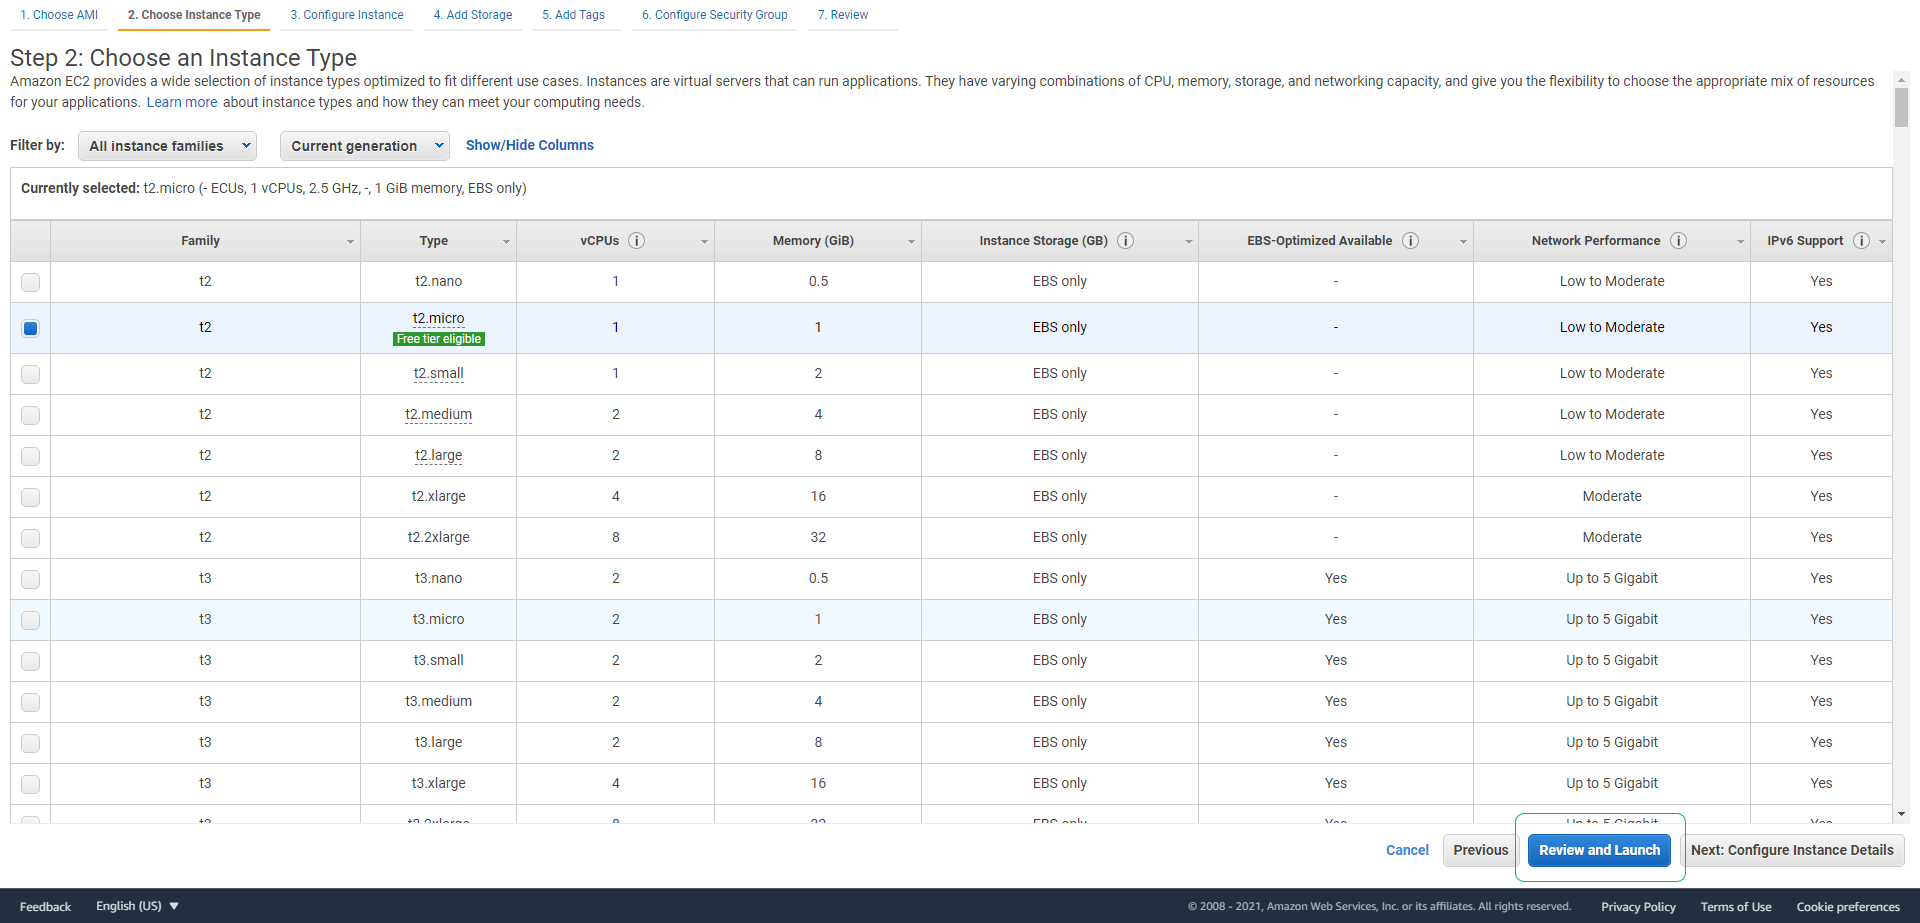 1. Choose AMI 2. Choose Instance Type 3. Configure Instance 4. Add Storage 5. Add Tags 6. Configure Security Group 7. Review
Step 2: Choose an Instance Type
Amazon EC2 provides a wide selection of instance types optimized to fit different use cases. Instances are virtual servers that can run applications. They have varying combinations of CPU, memory, storage, and networking capacity, and give you the flexibility to choose the appropriate mix of resources
for your applications. Learn more about instance types and how they can meet your computing needs.
Filter by: All instance families Current generation Show/Hide Columns
Currently selected: t2.micro (- ECUs, 1 vCPUs, 2.5 GHz, -, 1 GiB memory, EBS only)
Family Type vCPUs i Memory (GiB) Instance Storage (GB) i EBS-Optimized Available i Network Performance i IPv6 Support i
t2 t2.nano 1 0.5 EBS only - Low to Moderate Yes
t2 t2.micro 1 1 EBS only - Low to Moderate Yes
Free tier eligible
t2 t2.small 1 2 EBS only - Low to Moderate Yes
t2 t2.medium 2 4 EBS only - Low to Moderate Yes
t2 t2.large 2 8 EBS only - Low to Moderate Yes
t2 t2.xlarge 4 16 EBS only - Moderate Yes
t2 t2.2xlarge 8 32 EBS only - Moderate Yes
t3 t3.nano 2 0.5 EBS only Yes Up to 5 Gigabit Yes
t3 t3.micro 2 1 EBS only Yes Up to 5 Gigabit Yes
t3 t3.small 2 2 EBS only Yes Up to 5 Gigabit Yes
t3 t3.medium 2 4 EBS only Yes Up to 5 Gigabit Yes
t3 t3.large 2 8 EBS only Yes Up to 5 Gigabit Yes
t3 t3.xlarge 4 16 EBS only Yes Up to 5 Gigabit Yes
t3 t3.2xlarge 8 32 EBS only Yes Up to 5 Gigabit Yes
Cancel Previous Review and Launch Next: Configure Instance Details
Feedback English (US) © 2008 - 2021, Amazon Web Services, Inc. or its affiliates. All rights reserved. Privacy Policy Terms of Use Cookie preferences